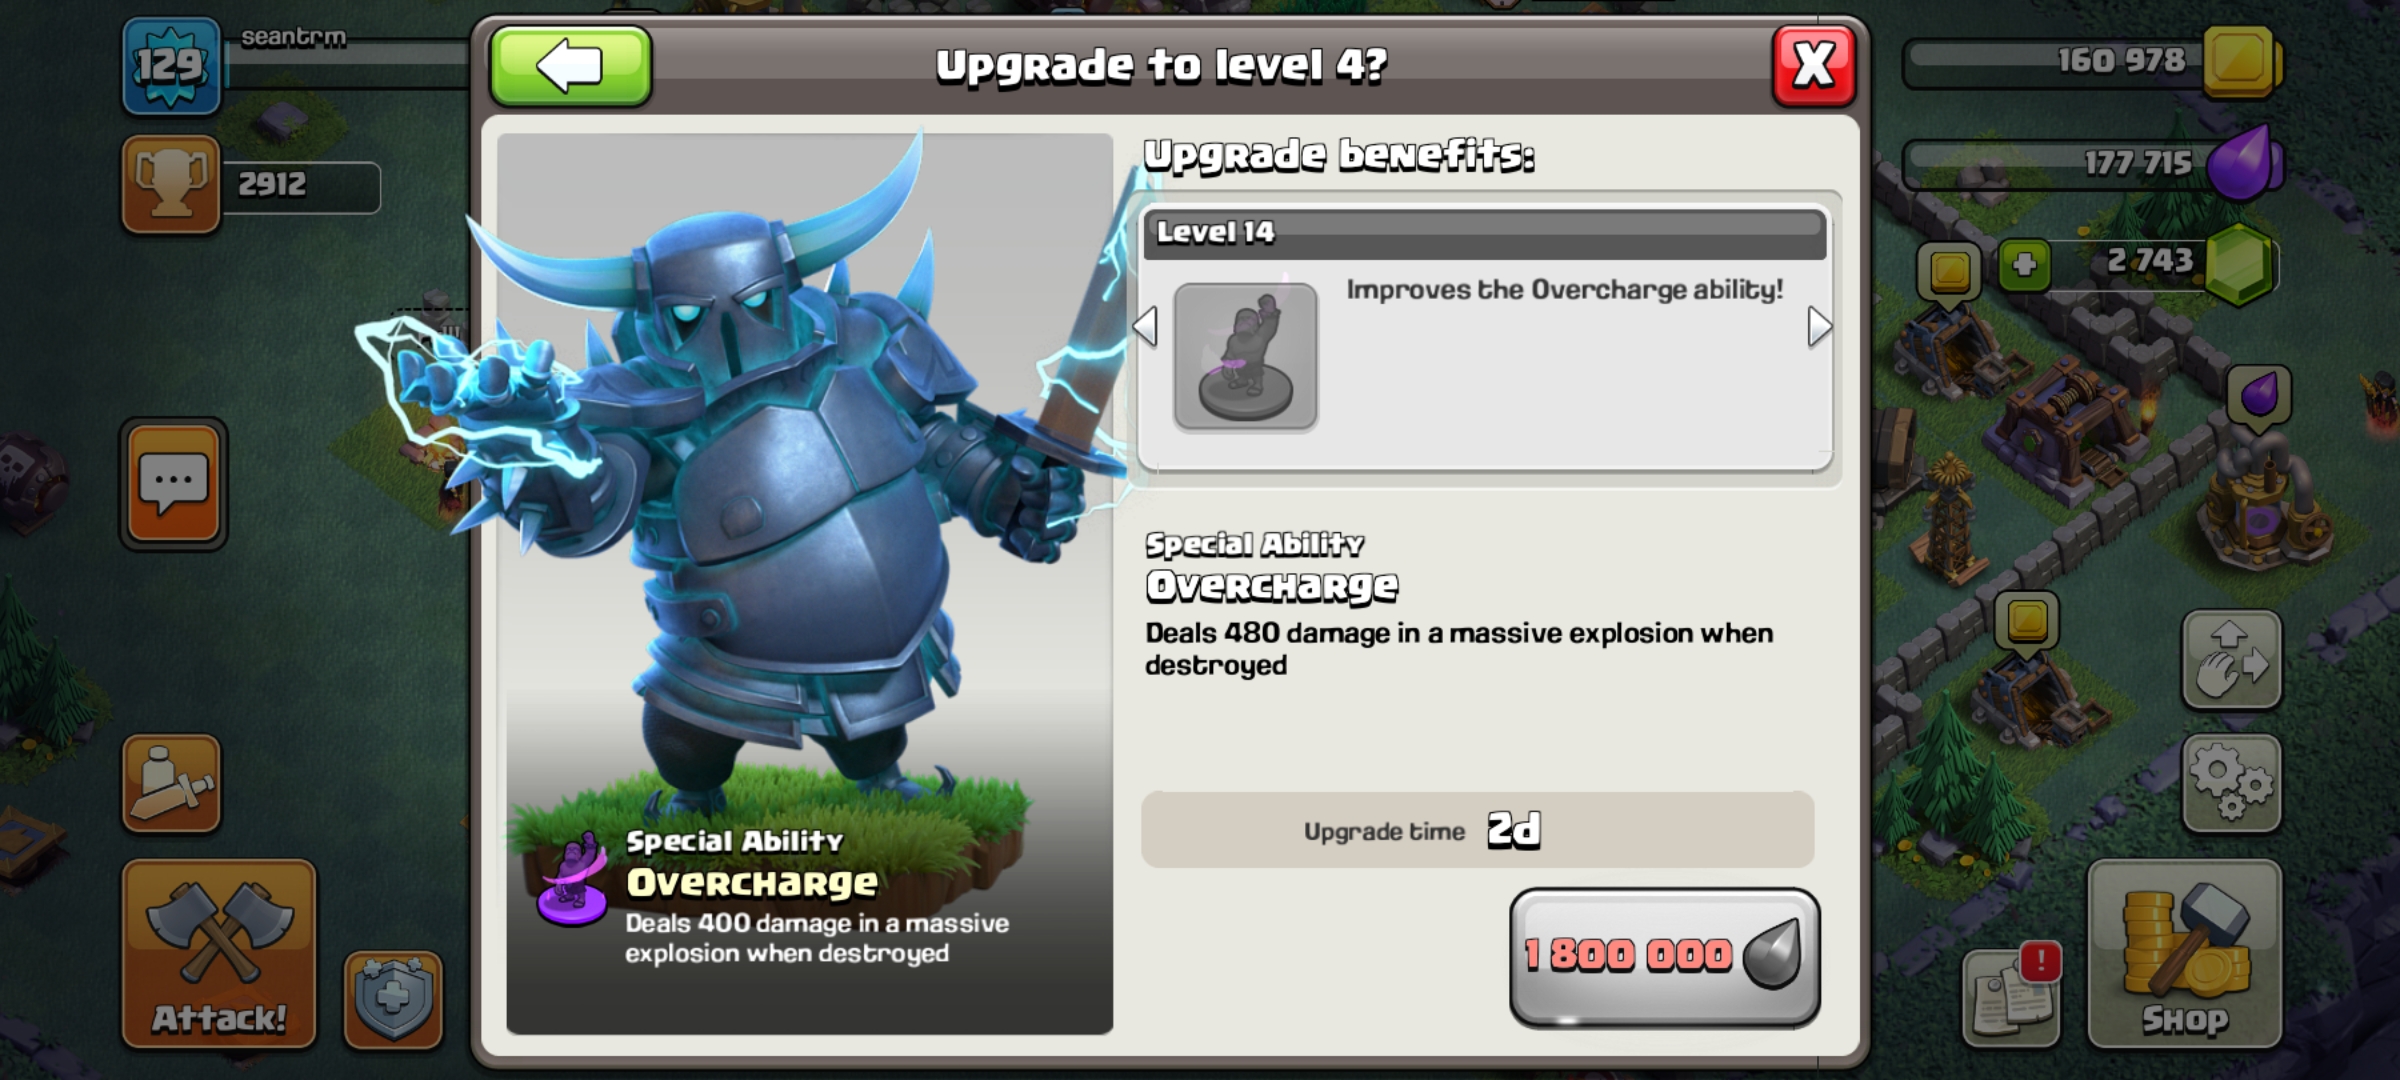 129
seantrm
2912
Upgrade to level 4?
X
160 978
177 715
2 743
Upgrade benefits:
Level 14
Improves the Overcharge ability!
Special Ability
Overcharge
Deals 480 damage in a massive explosion when
destroyed
Upgrade time 2d
1 800 000
Special Ability
Overcharge
Deals 400 damage in a massive
explosion when destroyed
Attack!
!
Shop